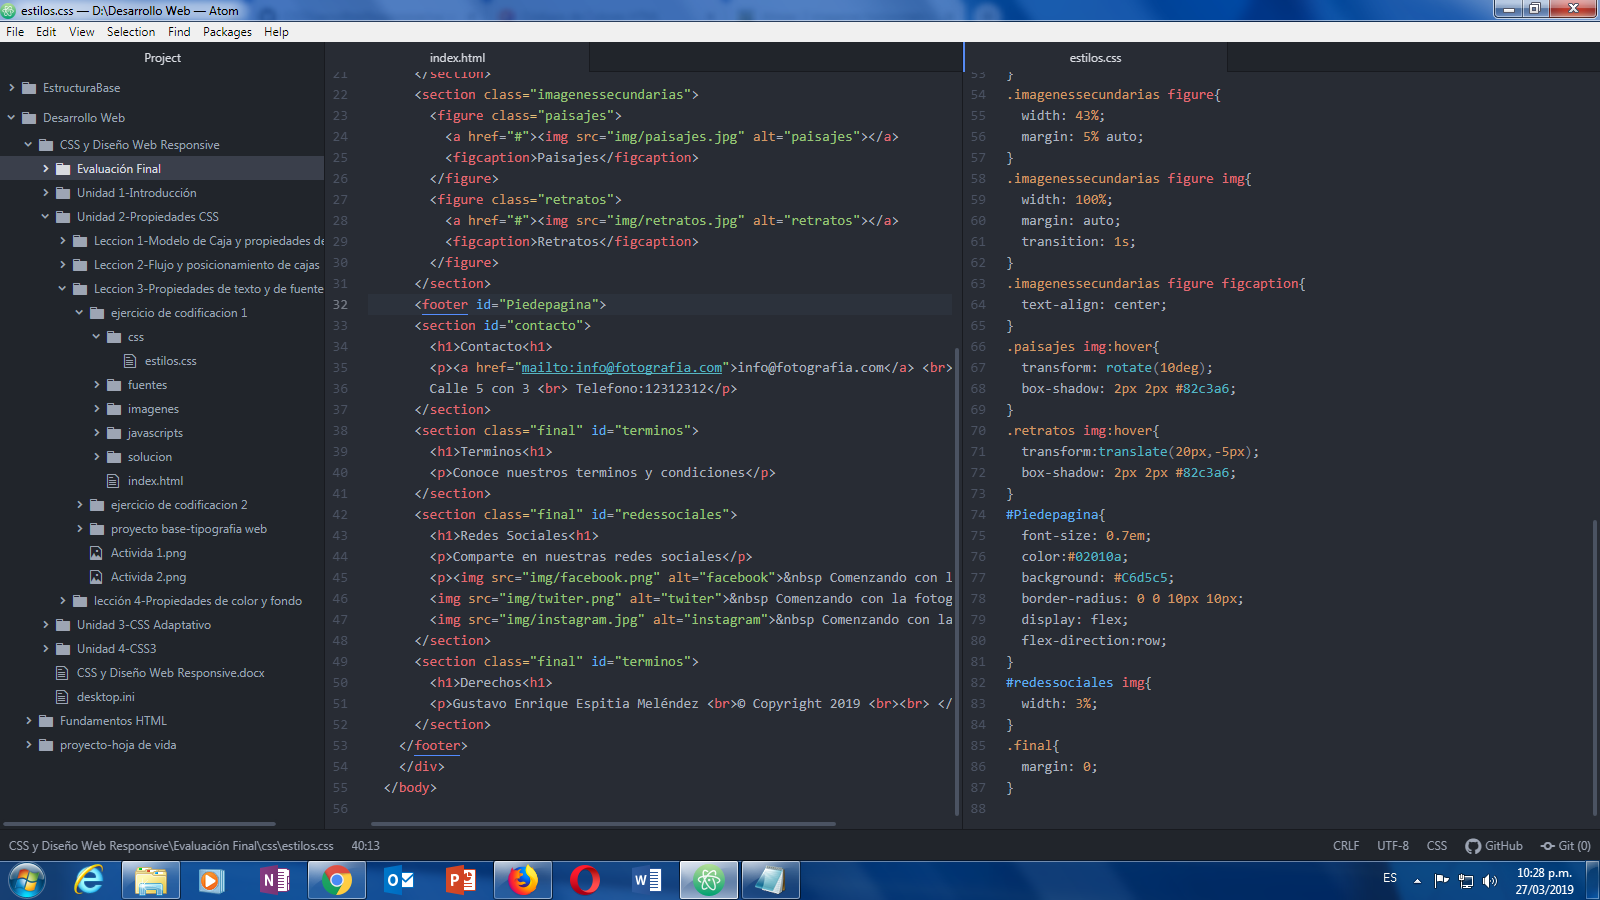 estilos.css — D:\Desarrollo Web — Atom
File Edit View Selection Find Packages Help
Project
EstructuraBase
Desarrollo Web
CSS y Diseño Web Responsive
Evaluación Final
Unidad 1-Introducción
Unidad 2-Propiedades CSS
Leccion 1-Modelo de Caja y propiedades de
Leccion 2-Flujo y posicionamiento de cajas
Leccion 3-Propiedades de texto y de fuente
ejercicio de codificacion 1
css
estilos.css
fuentes
imagenes
javascripts
solucion
index.html
ejercicio de codificacion 2
proyecto base-tipografia web
Activida 1.png
Activida 2.png
lección 4-Propiedades de color y fondo
Unidad 3-CSS Adaptativo
Unidad 4-CSS3
CSS y Diseño Web Responsive.docx
desktop.ini
Fundamentos HTML
proyecto-hoja de vida
index.html
21 </section>
22 <section class="imagenessecundarias">
23 <figure class="paisajes">
24 <a href="#"><img src="img/paisajes.jpg" alt="paisajes"></a>
25 <figcaption>Paisajes</figcaption>
26 </figure>
27 <figure class="retratos">
28 <a href="#"><img src="img/retratos.jpg" alt="retratos"></a>
29 <figcaption>Retratos</figcaption>
30 </figure>
31 </section>
32 <footer id="Piedepagina">
33 <section id="contacto">
34 <h1>Contacto<h1>
35 <p><a href="mailto:info@fotografia.com">info@fotografia.com</a> <br>
36 Calle 5 con 3 <br> Telefono:12312312</p>
37 </section>
38 <section class="final" id="terminos">
39 <h1>Terminos<h1>
40 <p>Conoce nuestros terminos y condiciones</p>
41 </section>
42 <section class="final" id="redessociales">
43 <h1>Redes Sociales<h1>
44 <p>Comparte en nuestras redes sociales</p>
45 <p><img src="img/facebook.png" alt="facebook">&nbsp Comenzando con l
46 <img src="img/twiter.png" alt="twiter">&nbsp Comenzando con la fotog
47 <img src="img/instagram.jpg" alt="instagram">&nbsp Comenzando con la
48 </section>
49 <section class="final" id="terminos">
50 <h1>Derechos<h1>
51 <p>Gustavo Enrique Espitia Meléndez <br>© Copyright 2019 <br><br> </
52 </section>
53 </footer>
54 </div>
55 </body>
56
estilos.css
53 }
54 .imagenessecundarias figure{
55 width: 43%;
56 margin: 5% auto;
57 }
58 .imagenessecundarias figure img{
59 width: 100%;
60 margin: auto;
61 transition: 1s;
62 }
63 .imagenessecundarias figure figcaption{
64 text-align: center;
65 }
66 .paisajes img:hover{
67 transform: rotate(10deg);
68 box-shadow: 2px 2px #82c3a6;
69 }
70 .retratos img:hover{
71 transform:translate(20px,-5px);
72 box-shadow: 2px 2px #82c3a6;
73 }
74 #Piedepagina{
75 font-size: 0.7em;
76 color:#02010a;
77 background: #C6d5c5;
78 border-radius: 0 0 10px 10px;
79 display: flex;
80 flex-direction:row;
81 }
82 #redessociales img{
83 width: 3%;
84 }
85 .final{
86 margin: 0;
87 }
88
CSS y Diseño Web Responsive\Evaluación Final\css\estilos.css 40:13 CRLF UTF-8 CSS GitHub Git (0)
ES
10:28 p.m.
27/03/2019